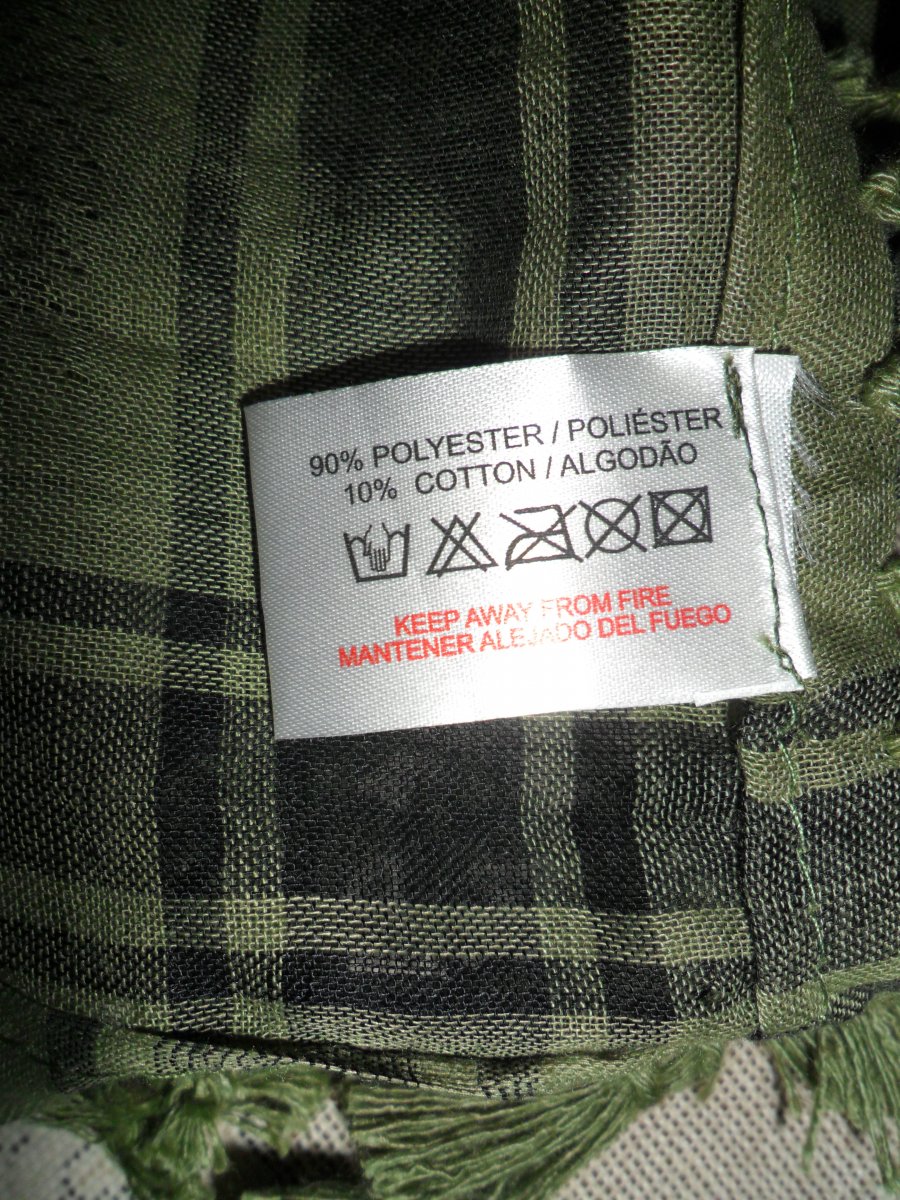 90% POLYESTER / POLIÉSTER
10% COTTON / ALGODÃO
KEEP AWAY FROM FIRE
MANTENER ALEJADO DEL FUEGO